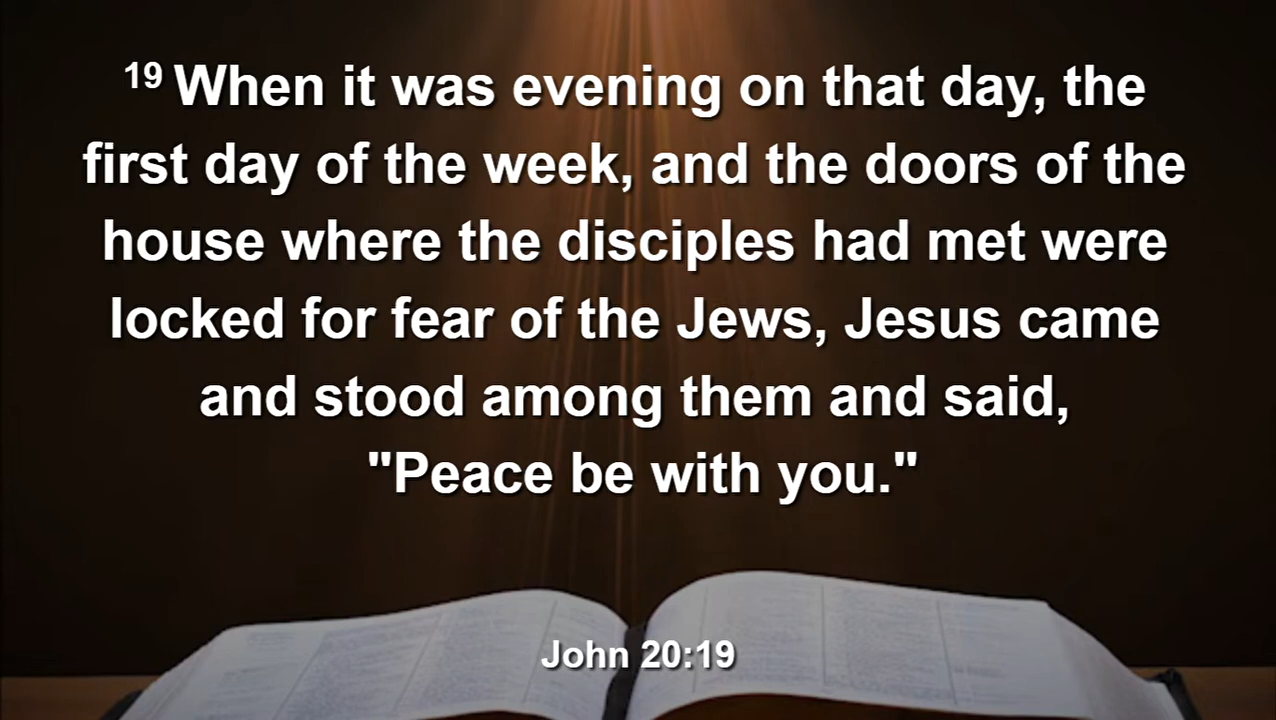 19 When it was evening on that day, the
first day of the week, and the doors of the
house where the disciples had met were
locked for fear of the Jews, Jesus came
and stood among them and said,
"Peace be with you."
John 20:19